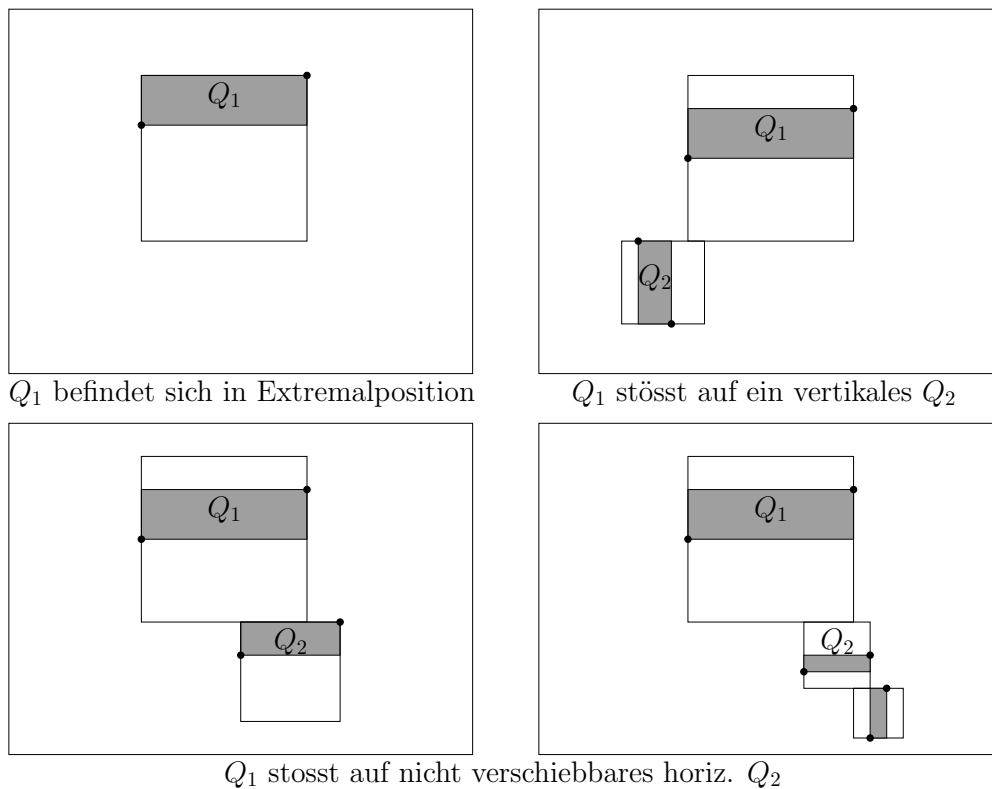 Q₁
Q₁
Q₂
Q₁ befindet sich in Extremalposition
Q₁ stösst auf ein vertikales Q₂
Q₁
Q₂
Q₁
Q₂
Q₁ stosst auf nicht verschiebbares horiz. Q₂